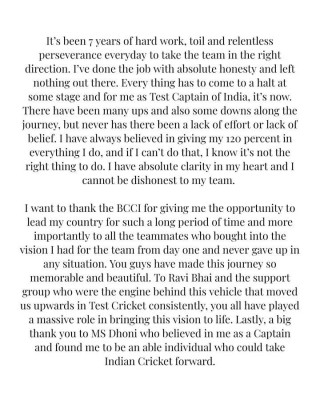 It's been 7 years of hard work, toil and relentless
perseverance everyday to take the team in the right
direction. I've done the job with absolute honesty and left
nothing out there. Every thing has to come to a halt at
some stage and for me as Test Captain of India, it's now.
There have been many ups and also some downs along the
journey, but never has there been a lack of effort or lack of
belief. I have always believed in giving my 120 percent in
everything I do, and if I can't do that, I know it's not the
right thing to do. I have absolute clarity in my heart and I
cannot be dishonest to my team.
I want to thank the BCCI for giving me the opportunity to
lead my country for such a long period of time and more
importantly to all the teammates who bought into the
vision I had for the team from day one and never gave up in
any situation. You guys have made this journey so
memorable and beautiful. To Ravi Bhai and the support
group who were the engine behind this vehicle that moved
us upwards in Test Cricket consistently, you all have played
a massive role in bringing this vision to life. Lastly, a big
thank you to MS Dhoni who believed in me as a Captain
and found me to be an able individual who could take
Indian Cricket forward.